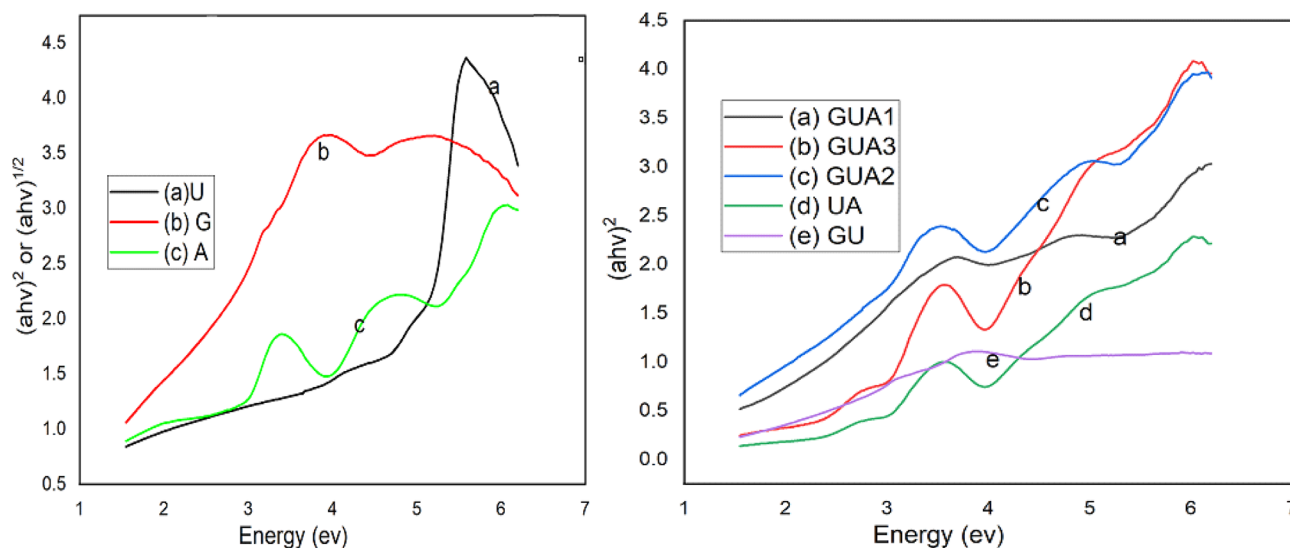 4.5
4.0
3.5
3.0
2.5
2.0
1.5
1.0
0.5
(ahv)² or (ahv)¹/²
(a)U
(b) G
(c) A
a
b
c
1 2 3 4 5 6 7
Energy (ev)
4.5
4.0
3.5
3.0
2.5
2.0
1.5
1.0
0.5
0.0
(ahv)²
(a) GUA1
(b) GUA3
(c) GUA2
(d) UA
(e) GU
c
a
b
d
e
1 2 3 4 5 6 7
Energy (ev)